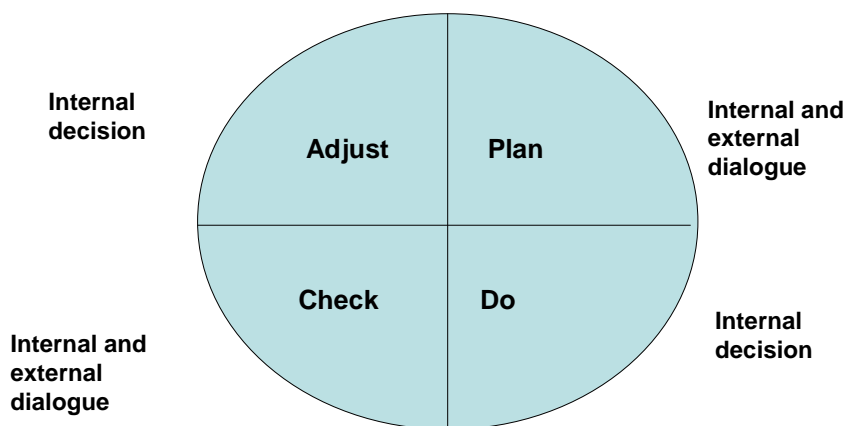 Internal
decision
Adjust
Plan
Internal and
external
dialogue
Check
Do
Internal
decision
Internal and
external
dialogue